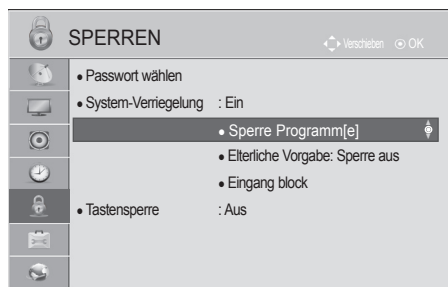 SPERREN
Verschieben OK
• Passwort wählen
• System-Verriegelung : Ein
• Sperre Programm[e]
• Elterliche Vorgabe: Sperre aus
• Eingang block
• Tastensperre : Aus